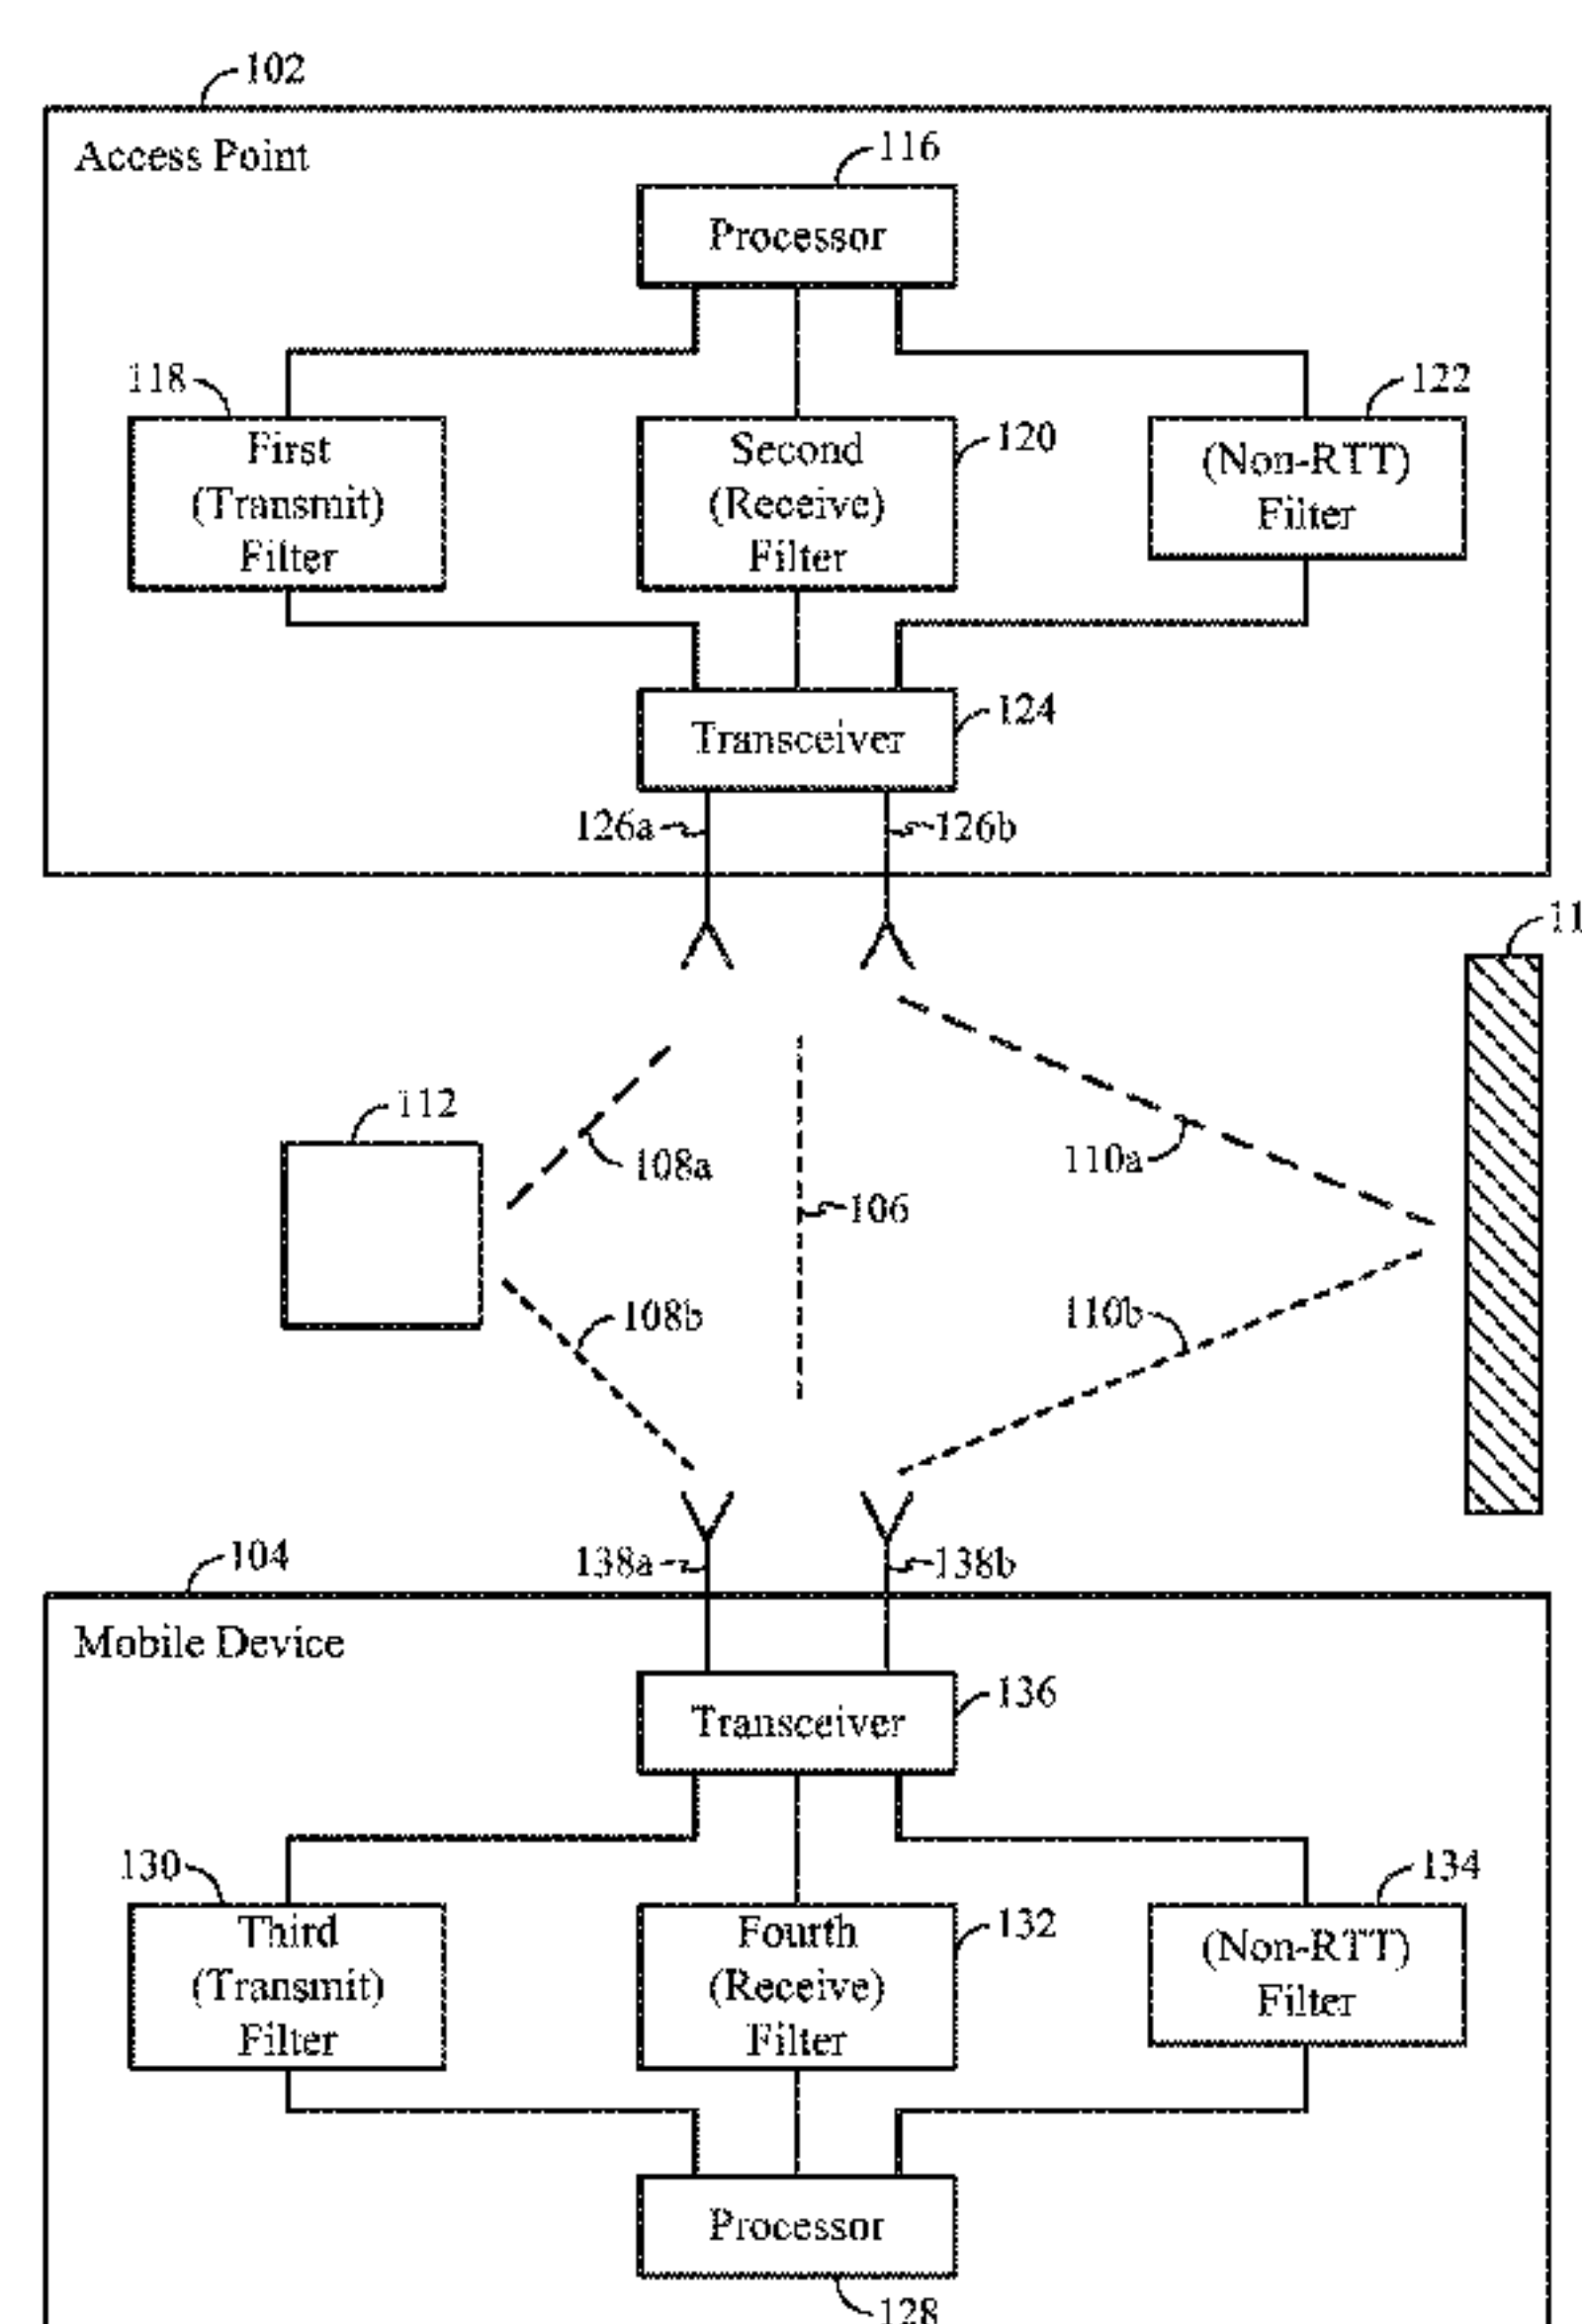 102
Access Point
116
Processor
118
First
(Transmit)
Filter
Second
(Receive)
Filter
120
122
(Non-RTT)
Filter
Transceiver
124
126a
126b
11
112
108a
110a
106
108b
110b
104
138a
138b
Mobile Device
Transceiver
136
130
Third
(Transmit)
Filter
Fourth
(Receive)
Filter
132
134
(Non-RTT)
Filter
Processor
128